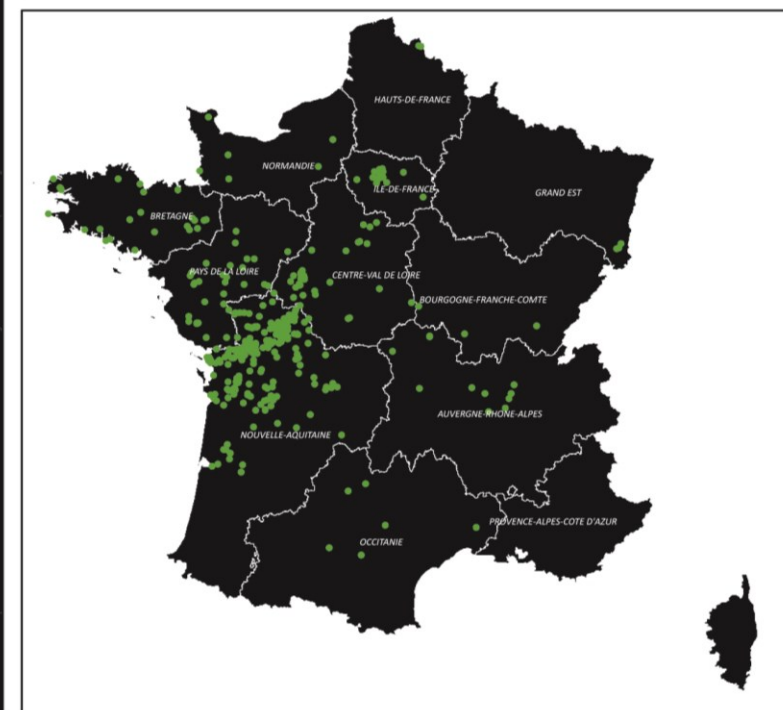 HAUTS-DE-FRANCE
NORMANDIE
ILE-DE-FRANCE
GRAND EST
BRETAGNE
PAYS DE LA LOIRE
CENTRE-VAL DE LOIRE
BOURGOGNE-FRANCHE-COMTE
AUVERGNE-RHONE-ALPES
NOUVELLE-AQUITAINE
PROVENCE-ALPES-COTE D'AZUR
OCCITANIE